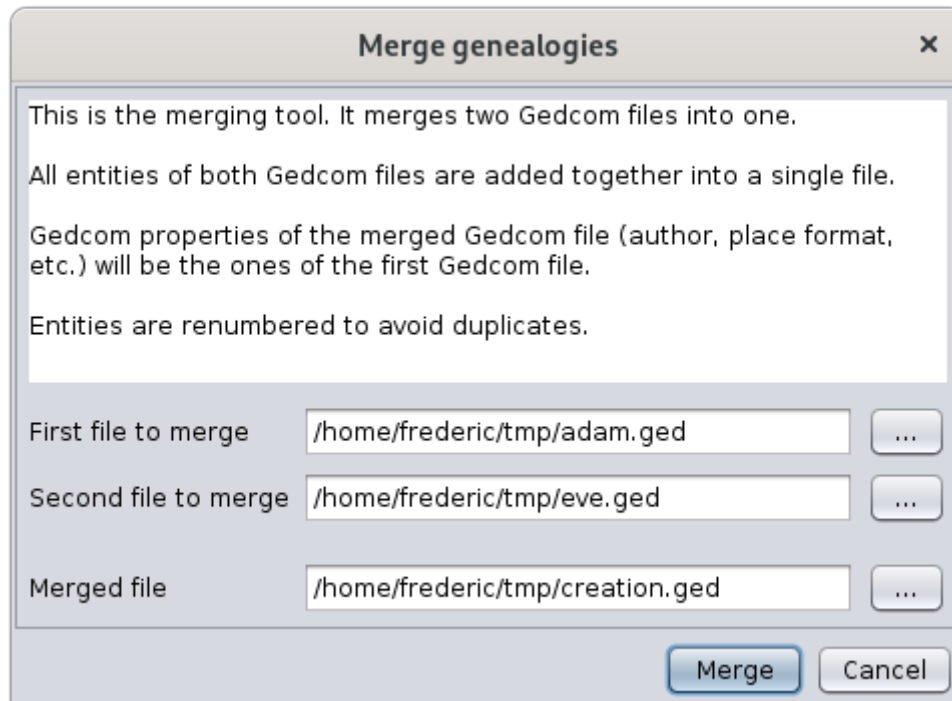 Merge genealogies ×
This is the merging tool. It merges two Gedcom files into one.
All entities of both Gedcom files are added together into a single file.
Gedcom properties of the merged Gedcom file (author, place format,
etc.) will be the ones of the first Gedcom file.
Entities are renumbered to avoid duplicates.
First file to merge /home/frederic/tmp/adam.ged ...
Second file to merge /home/frederic/tmp/eve.ged ...
Merged file /home/frederic/tmp/creation.ged ...
Merge Cancel